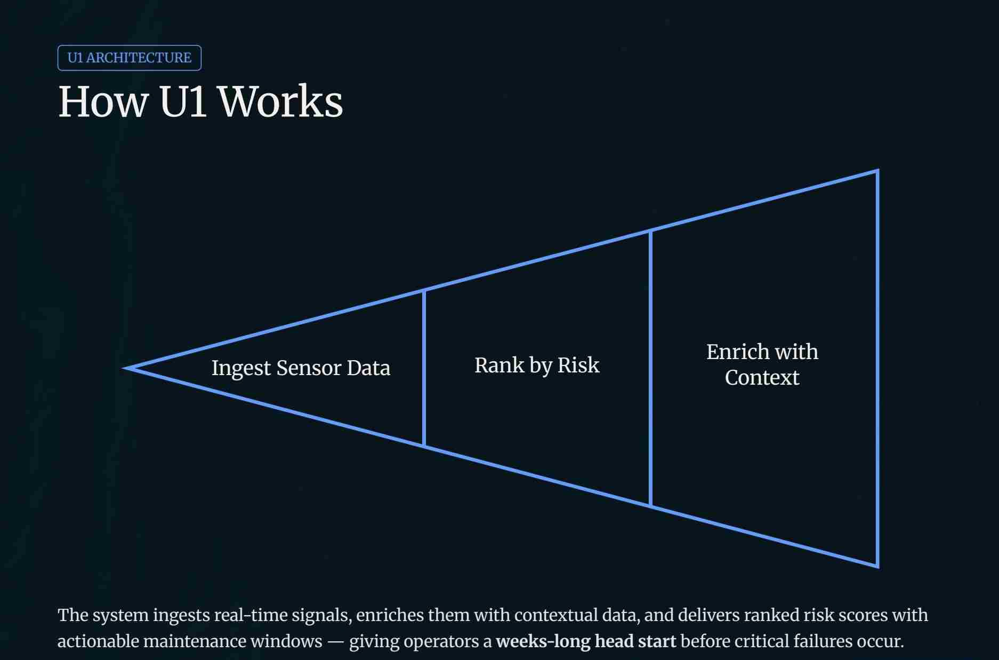 U1 ARCHITECTURE
How U1 Works
Ingest Sensor Data
Rank by Risk
Enrich with
Context
The system ingests real-time signals, enriches them with contextual data, and delivers ranked risk scores with
actionable maintenance windows — giving operators a weeks-long head start before critical failures occur.